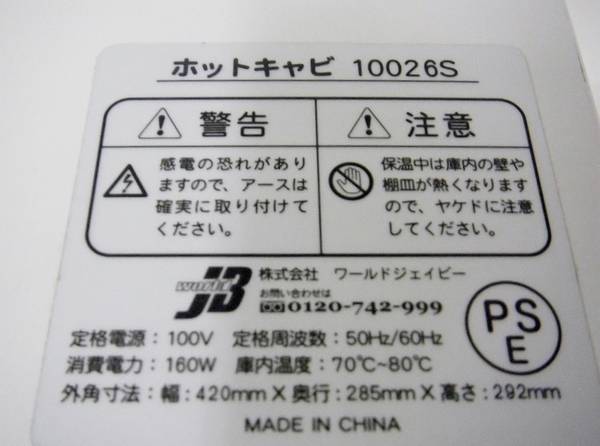 ホットキャビ 10026S
警告
感電の恐れがあり
ますので、アースは
確実に取り付けて
ください。
注意
保温中は庫内の壁や
棚皿が熱くなります
ので、ヤケドに注意
してください。
world JB
株式会社 ワールドジェイビー
お問い合わせは
0120-742-999
PS
E
定格電源：100V 定格周波数：50Hz/60Hz
消費電力：160W 庫内温度：70℃~80℃
外角寸法：幅：420mm X 奥行：285mm X 高さ：292mm
MADE IN CHINA